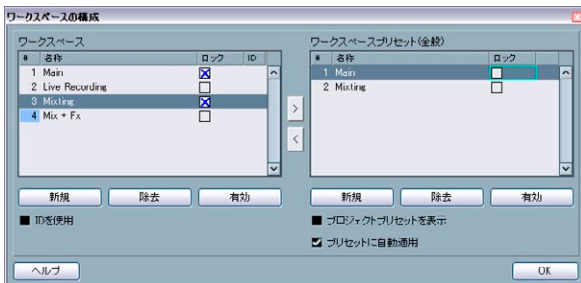 ワークスペースの構成
ワークスペース
# 名称 ロック ID
1 Main
2 Live Recording
3 Mixting
4 Mix + Fx
新規 除去 有効
IDを使用
>
<
ワークスペースプリセット(全般)
# 名称 ロック
1 Main
2 Mixting
新規 除去 有効
プロジェクトプリセットを表示
プリセットに自動適用
ヘルプ OK